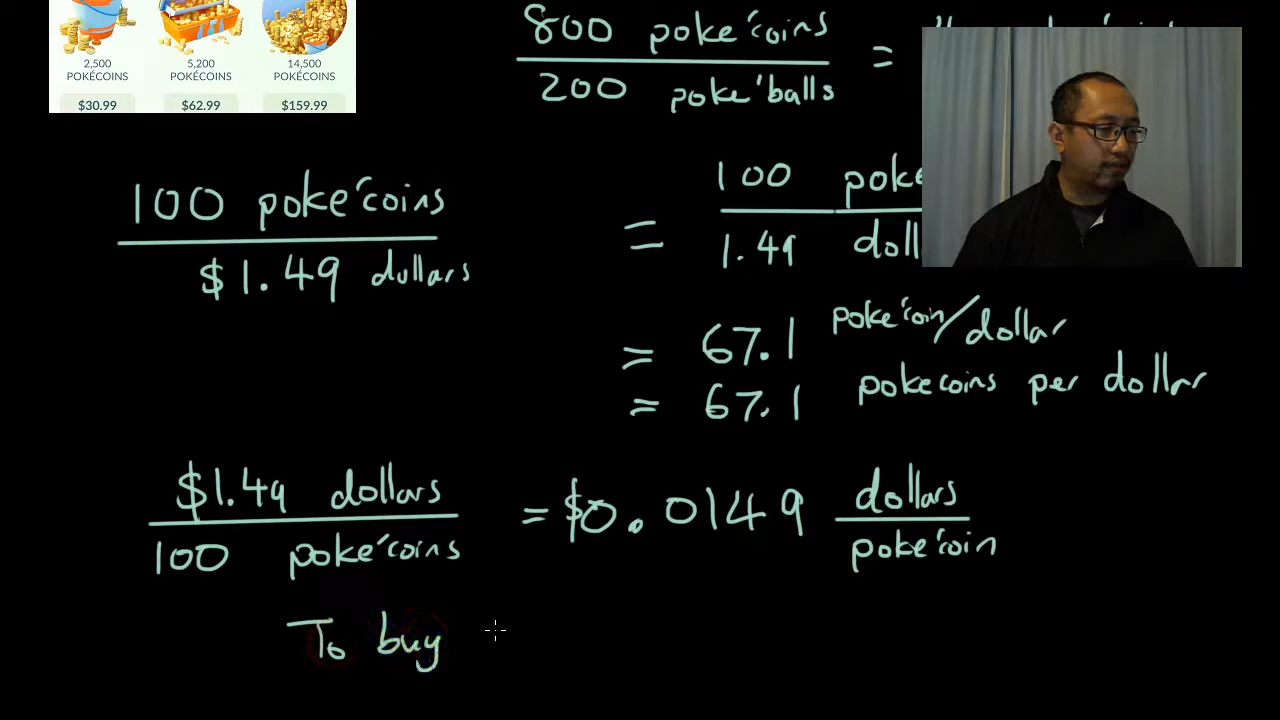 2,500 5,200 14,500
POKÉCOINS POKÉCOINS POKÉCOINS
$30.99 $62.99 $159.99
800 poke'coins
200 poke'balls =
100 poke'coins
$1.49 dollars
= 100
1.49
= 67.1 poke'coin/dollar
= 67.1 pokecoins per dollar
$1.49 dollars
100 poke'coins
= $0.0149 dollars
poke'coin
To buy